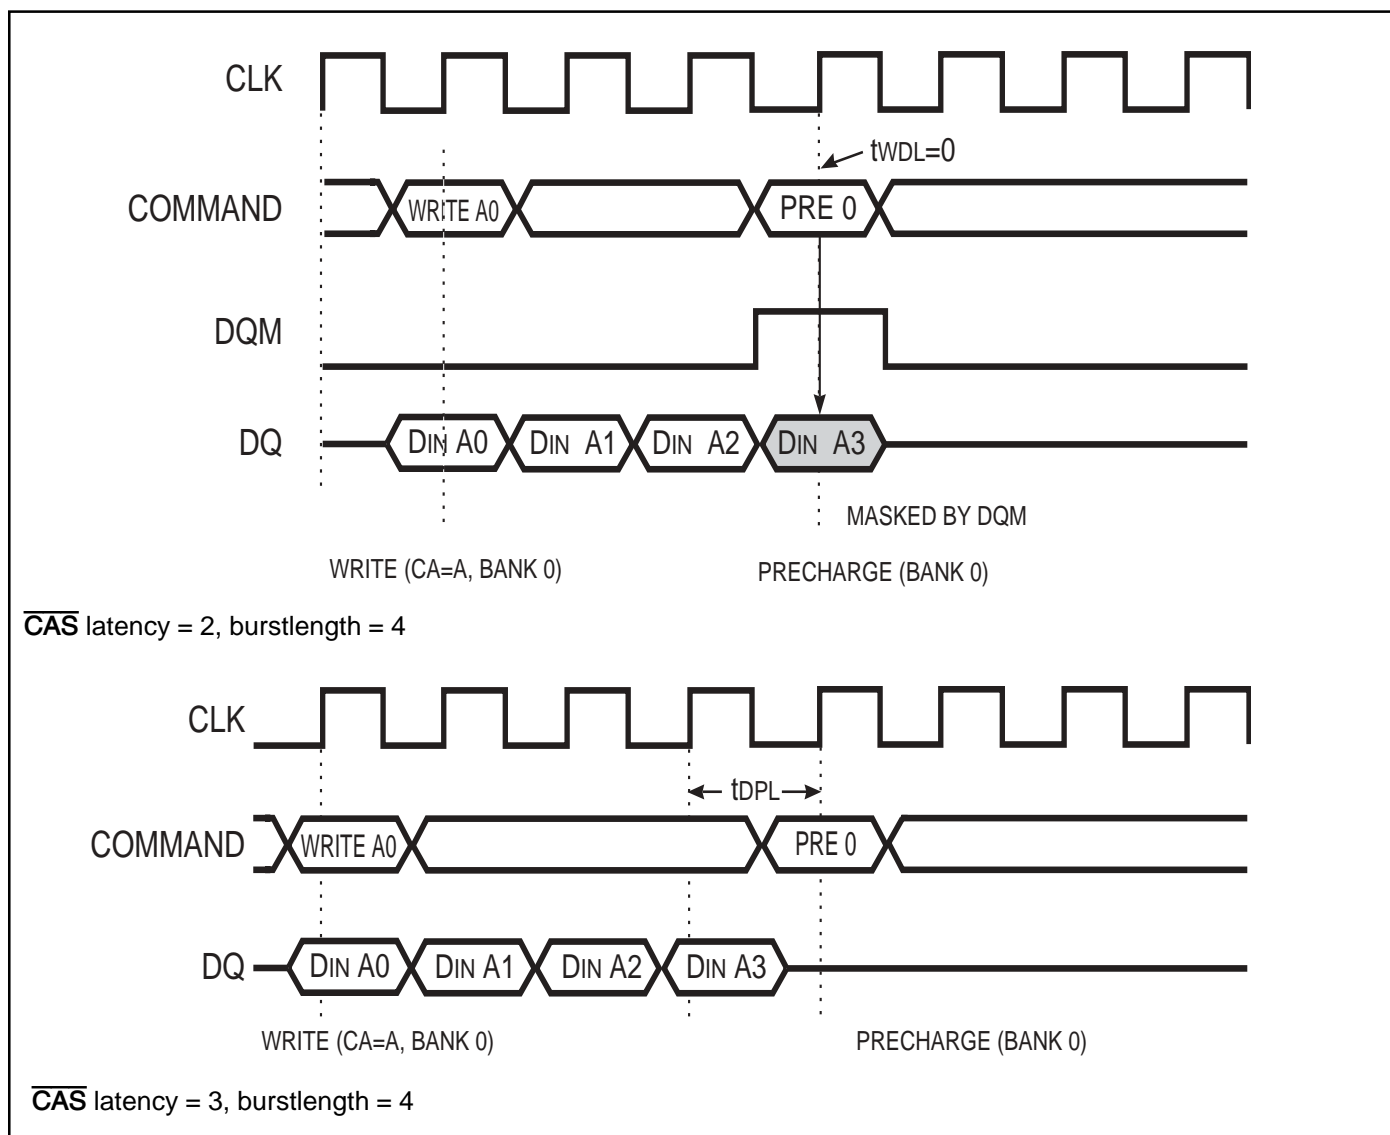 CLK
tWDL=0
COMMAND WRITE A0 PRE 0
DQM
DQ DIN A0 DIN A1 DIN A2 DIN A3
MASKED BY DQM
WRITE (CA=A, BANK 0) PRECHARGE (BANK 0)
CAS latency = 2, burstlength = 4
CLK
tDPL
COMMAND WRITE A0 PRE 0
DQ DIN A0 DIN A1 DIN A2 DIN A3
WRITE (CA=A, BANK 0) PRECHARGE (BANK 0)
CAS latency = 3, burstlength = 4